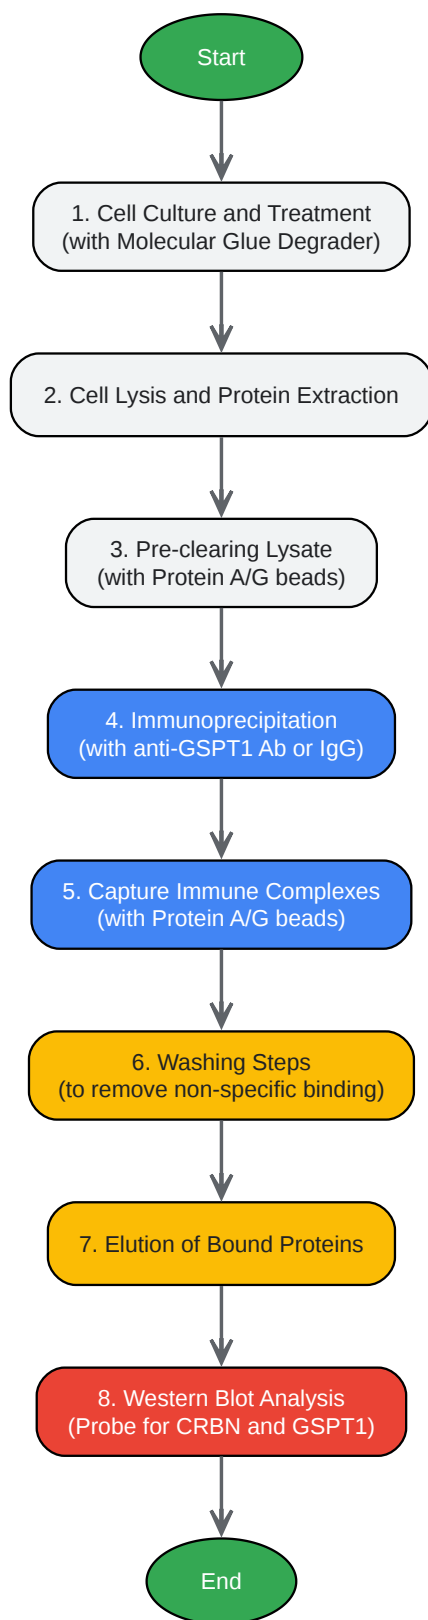 Start
1. Cell Culture and Treatment
(with Molecular Glue Degrader)
2. Cell Lysis and Protein Extraction
3. Pre-clearing Lysate
(with Protein A/G beads)
4. Immunoprecipitation
(with anti-GSPT1 Ab or IgG)
5. Capture Immune Complexes
(with Protein A/G beads)
6. Washing Steps
(to remove non-specific binding)
7. Elution of Bound Proteins
8. Western Blot Analysis
(Probe for CRBN and GSPT1)
End